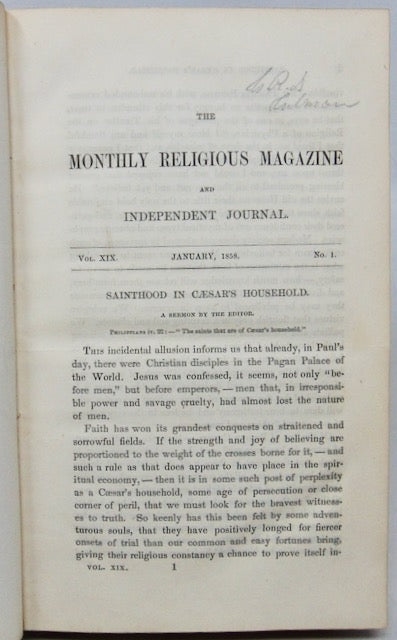 THE
MONTHLY RELIGIOUS MAGAZINE
AND
INDEPENDENT JOURNAL.
VOL. XIX. JANUARY, 1858. No. 1.
SAINTHOOD IN CÆSAR'S HOUSEHOLD.
A SERMON BY THE EDITOR.
PHILIPPIANS iv. 22:—"The saints that are of Cæsar's household."
THIS incidental allusion informs us that already, in Paul's
day, there were Christian disciples in the Pagan Palace of
the World. Jesus was confessed, it seems, not only "be-
fore men," but before emperors,—men that, in irresponsi-
ble power and savage cruelty, had almost lost the nature
of men.
Faith has won its grandest conquests on straitened and
sorrowful fields. If the strength and joy of believing are
proportioned to the weight of the crosses borne for it,—and
such a rule as that does appear to have place in the spir-
itual economy,—then it is in some such post of perplexity
as a Cæsar's household, some age of persecution or close
corner of peril, that we must look for the bravest witness-
es to truth. So keenly has this been felt by some adven-
turous souls, that they have positively longed for fiercer
onsets of trial than our common and easy fortunes bring,
giving their religious constancy a chance to prove itself in-
VOL. XIX. 1